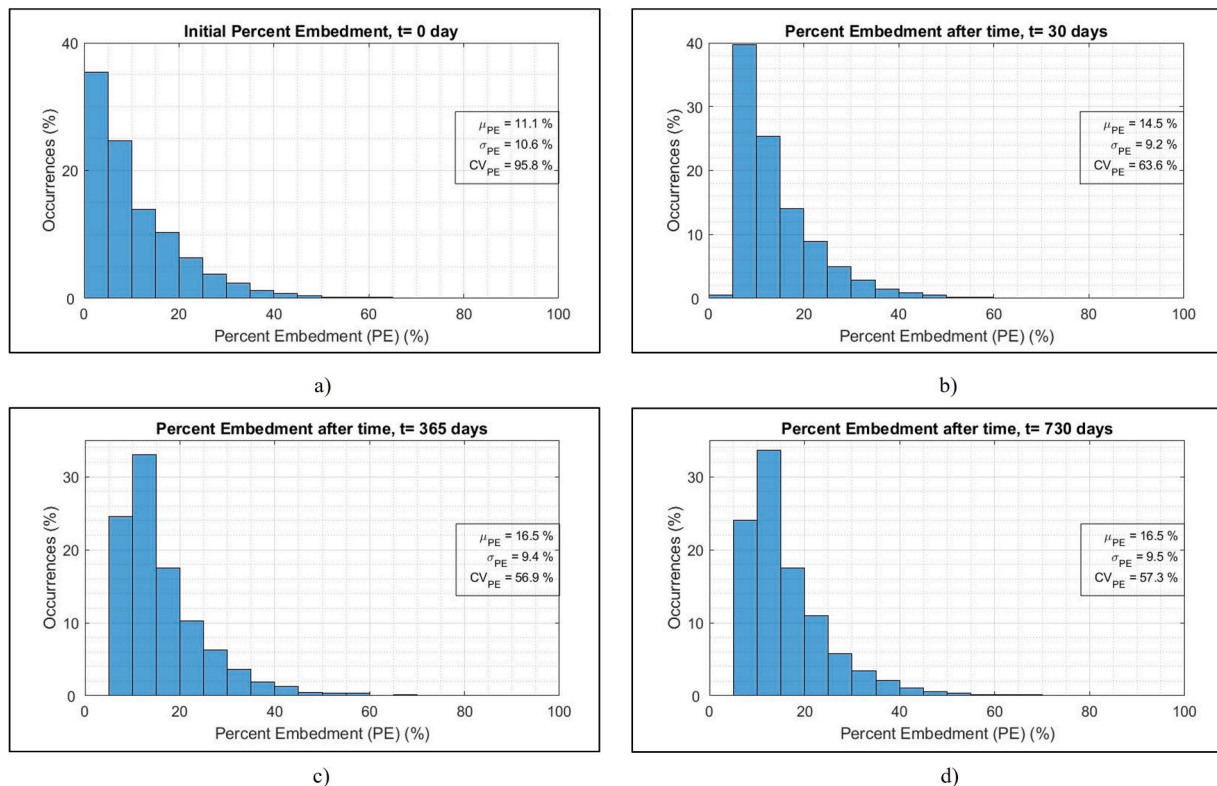 Initial Percent Embedment, t= 0 day
40
20
0
Occurrences (%)
μPE = 11.1 %
σPE = 10.6 %
CVPE = 95.8 %
0 20 40 60 80 100
Percent Embedment (PE) (%)
a)
Percent Embedment after time, t= 30 days
40
30
20
10
0
Occurrences (%)
μPE = 14.5 %
σPE = 9.2 %
CVPE = 63.6 %
0 20 40 60 80 100
Percent Embedment (PE) (%)
b)
Percent Embedment after time, t= 365 days
30
20
10
0
Occurrences (%)
μPE = 16.5 %
σPE = 9.4 %
CVPE = 56.9 %
0 20 40 60 80 100
Percent Embedment (PE) (%)
c)
Percent Embedment after time, t= 730 days
30
20
10
0
Occurrences (%)
μPE = 16.5 %
σPE = 9.5 %
CVPE = 57.3 %
0 20 40 60 80 100
Percent Embedment (PE) (%)
d)